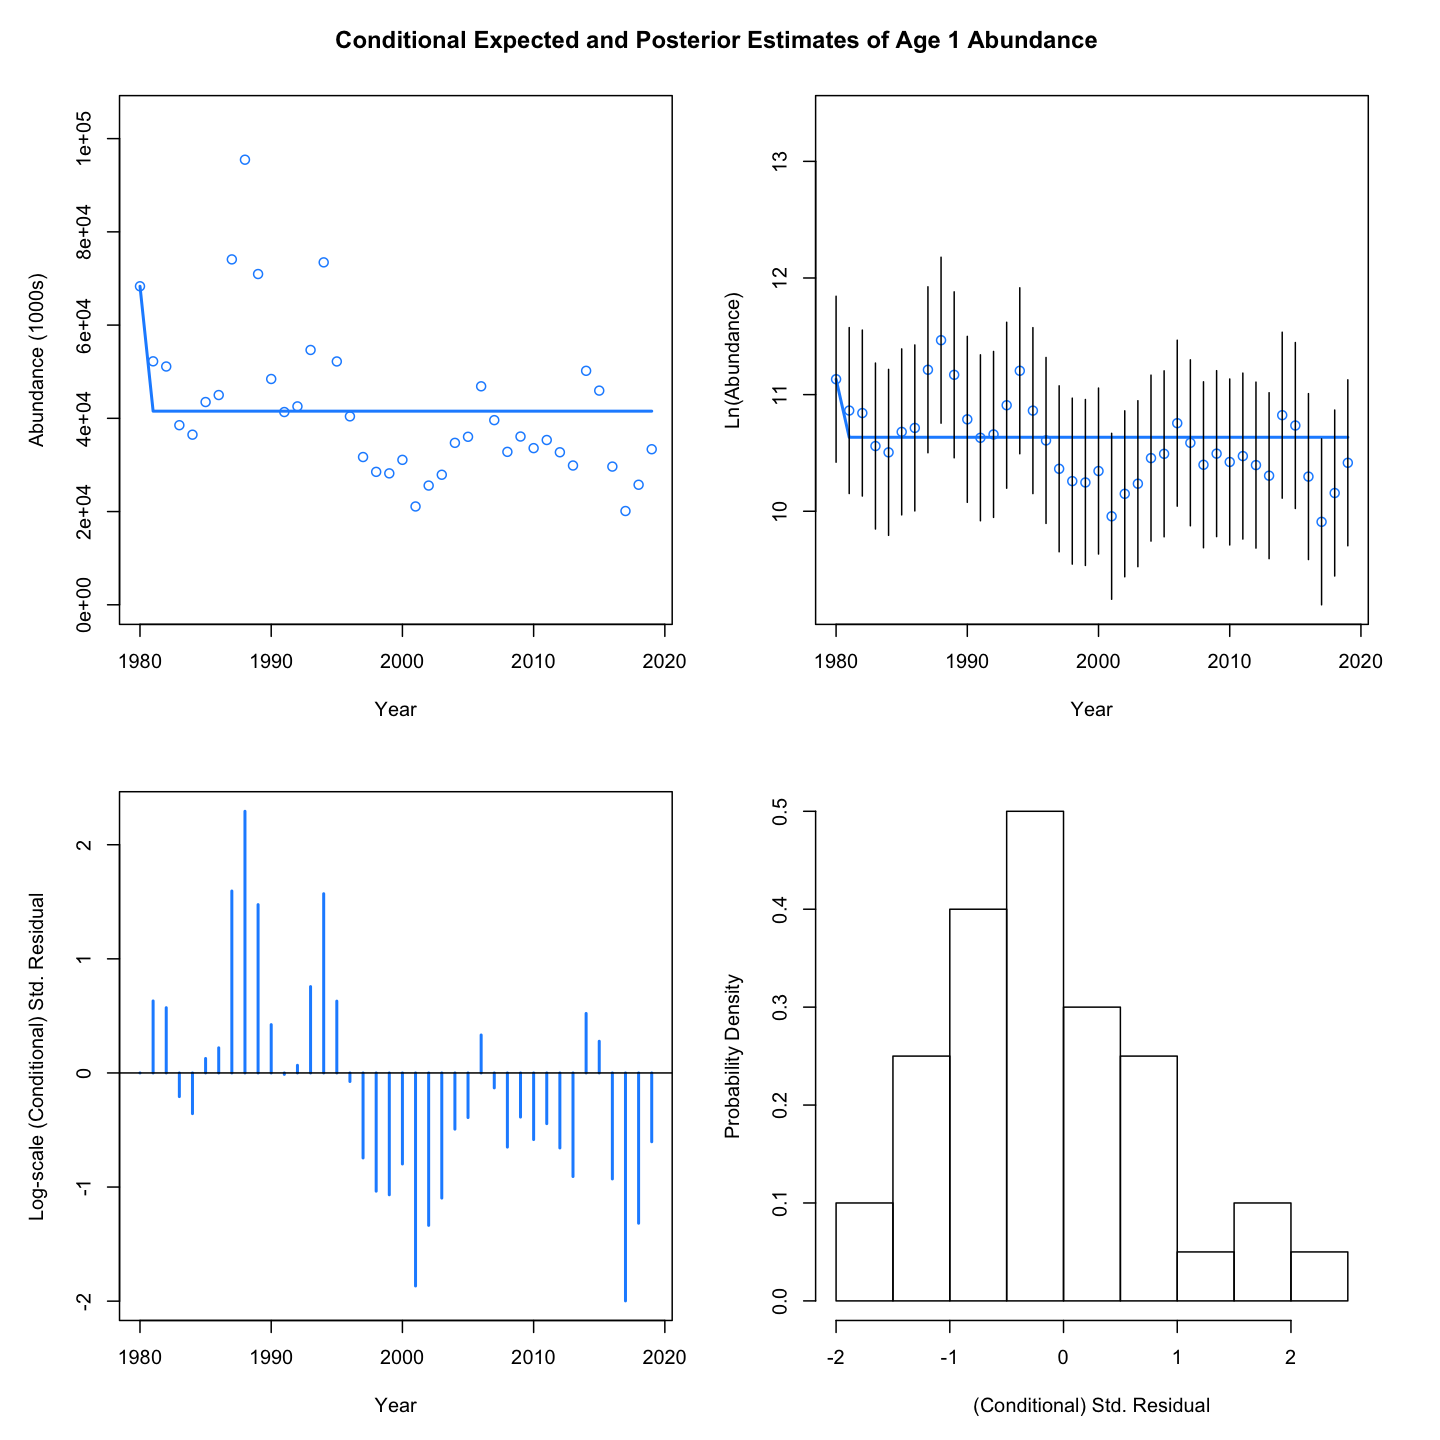 Conditional Expected and Posterior Estimates of Age 1 Abundance
Abundance (1000s)
1e+05
8e+04
6e+04
4e+04
2e+04
0e+00
1980 1990 2000 2010 2020
Year
Ln(Abundance)
13
12
11
10
1980 1990 2000 2010 2020
Year
Log-scale (Conditional) Std. Residual
2
1
0
-1
-2
1980 1990 2000 2010 2020
Year
Probability Density
0.5
0.4
0.3
0.2
0.1
0.0
-2 -1 0 1 2
(Conditional) Std. Residual